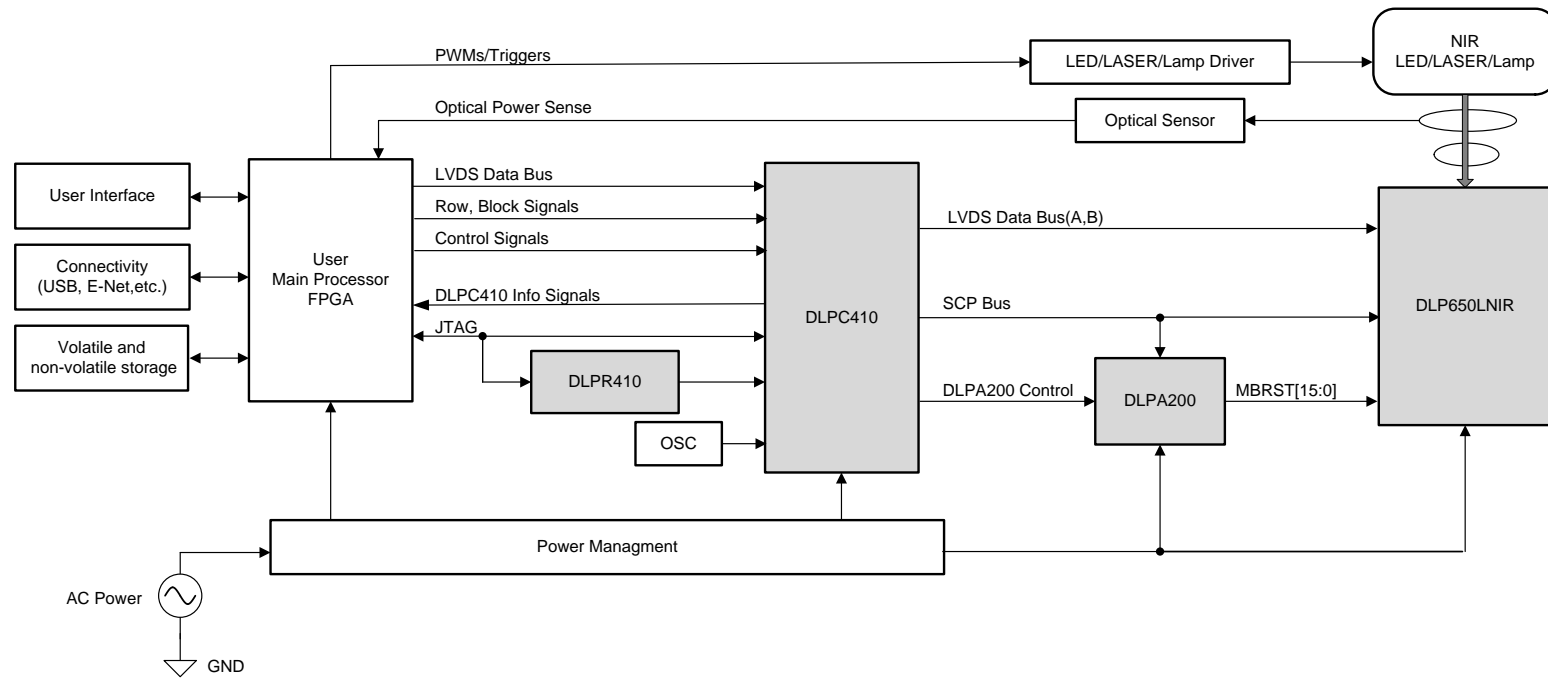 PWMs/Triggers
LED/LASER/Lamp Driver
NIR
LED/LASER/Lamp
Optical Power Sense
Optical Sensor
User Interface
Connectivity
(USB, E-Net,etc.)
Volatile and
non-volatile storage
User
Main Processor
FPGA
LVDS Data Bus
Row, Block Signals
Control Signals
DLPC410 Info Signals
JTAG
DLPR410
OSC
DLPC410
LVDS Data Bus(A,B)
SCP Bus
DLPA200 Control
DLPA200
MBRST[15:0]
DLP650LNIR
Power Managment
AC Power
GND